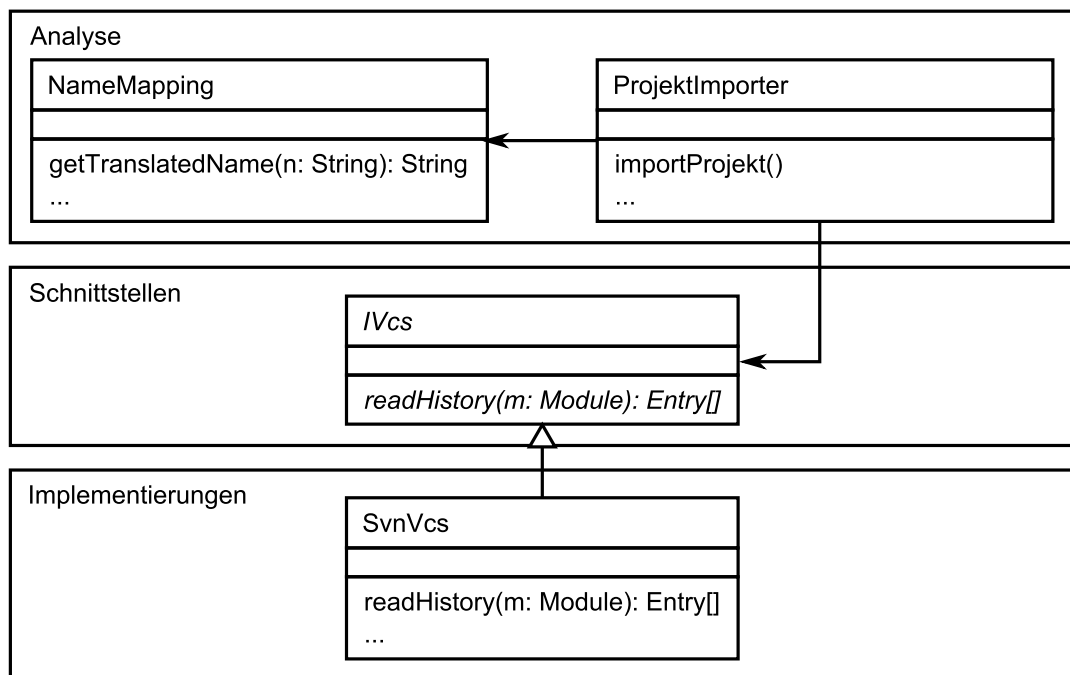 Analyse
NameMapping
getTranslatedName(n: String): String
...
ProjektImporter
importProjekt()
...
Schnittstellen
IVcs
readHistory(m: Module): Entry[]
Implementierungen
SvnVcs
readHistory(m: Module): Entry[]
...